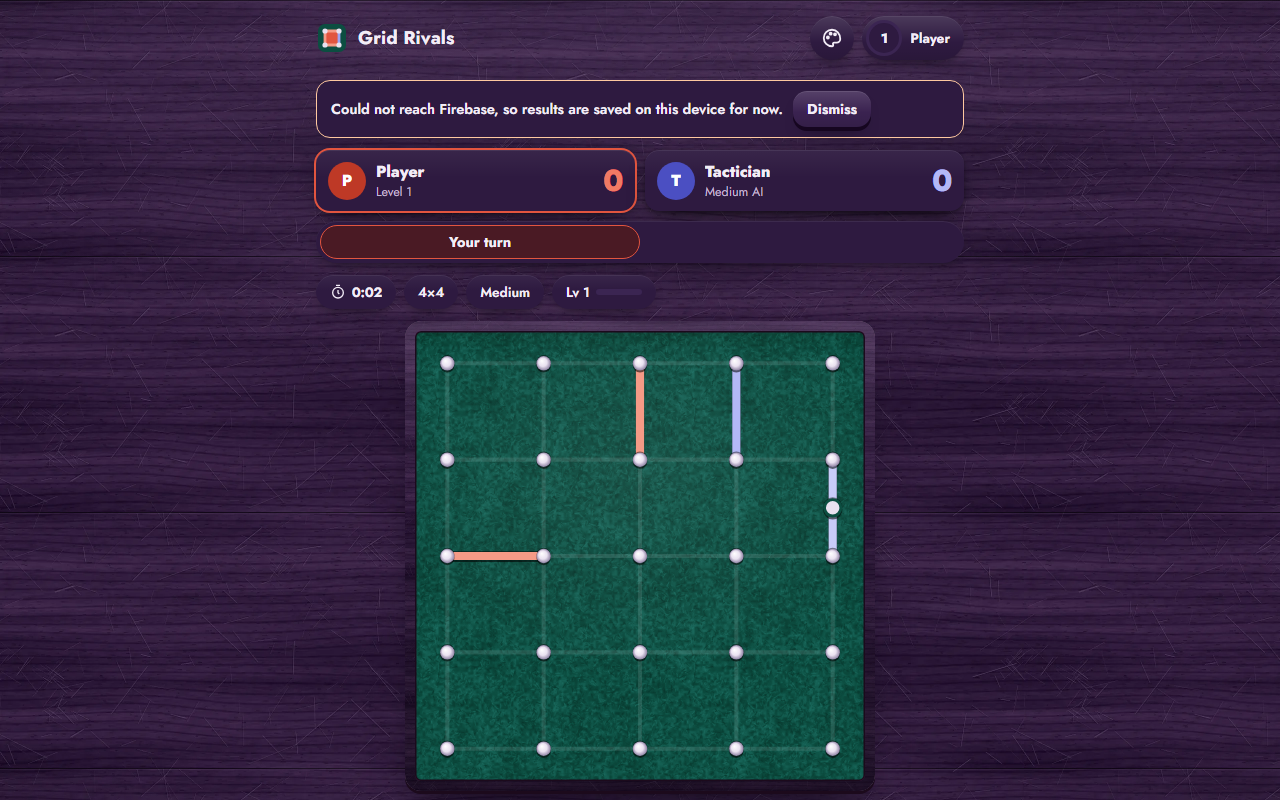 Grid Rivals
1 Player
Could not reach Firebase, so results are saved on this device for now. Dismiss
P Player 0
Level 1
T Tactician 0
Medium AI
Your turn
0:02 4×4 Medium Lv 1